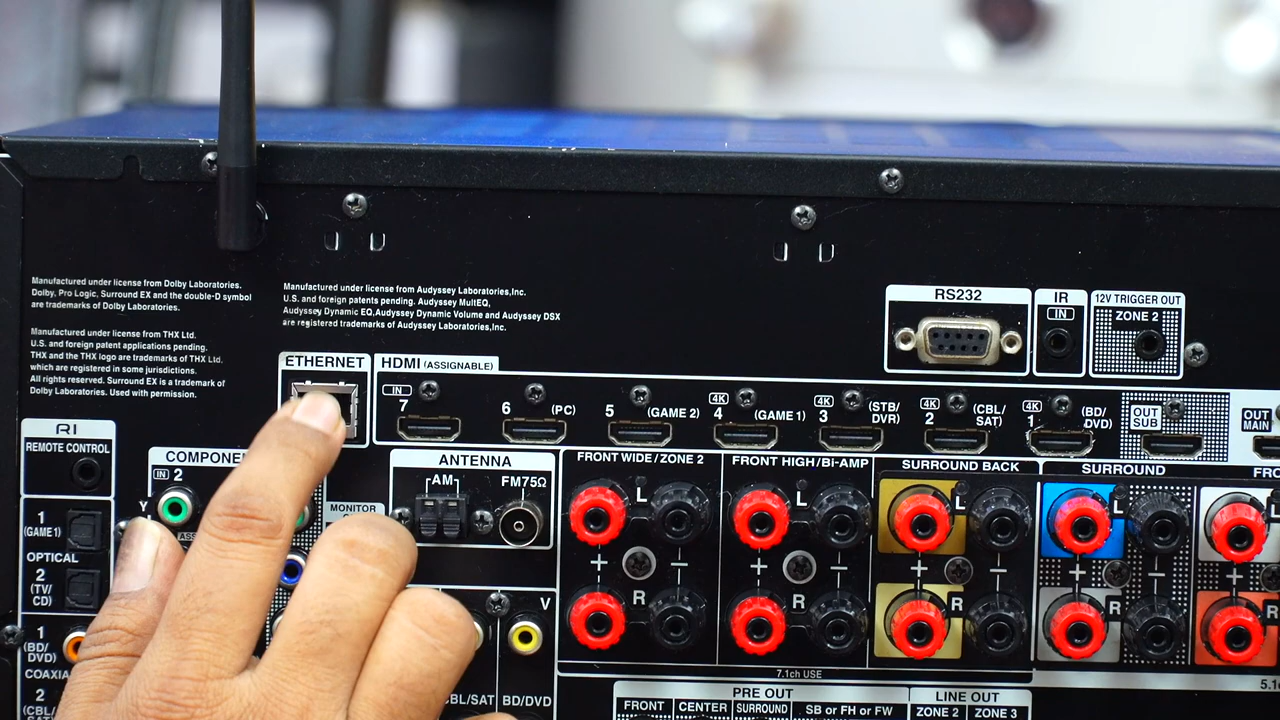 Manufactured under license from Dolby Laboratories.
Dolby, Pro Logic, Surround EX and the double-D symbol
are trademarks of Dolby Laboratories.
Manufactured under license from THX Ltd.
U.S. and foreign patent applications pending.
THX and the THX logo are trademarks of THX Ltd.
which are registered in some jurisdictions.
All rights reserved. Surround EX is a trademark of
Dolby Laboratories. Used with permission.
Manufactured under license from Audyssey Laboratories,Inc.
U.S. and foreign patents pending. Audyssey MultEQ,
Audyssey Dynamic EQ,Audyssey Dynamic Volume and Audyssey DSX
are registered trademarks of Audyssey Laboratories,Inc.
RS232
IR
IN
12V TRIGGER OUT
ZONE 2
ETHERNET
HDMI (ASSIGNABLE)
IN
7
6 (PC)
5 (GAME 2)
4K
4 (GAME 1)
4K
3 (STB/
DVR)
4K
2 (CBL/
SAT)
4K
1 (BD/
DVD)
OUT
SUB
OUT
MAIN
RI
REMOTE CONTROL
1
(GAME 1)
OPTICAL
2
(TV/
CD)
1
(BD/
DVD)
COAXIA
2
(CBL/
IN 2
Y
MONITOR
ANTENNA
AM
FM75Ω
V
CBL/SAT
BD/DVD
FRONT WIDE/ZONE 2
L
+ −
R
FRONT HIGH/BI-AMP
L
+ −
R
SURROUND BACK
L
+ −
R
SURROUND
L
+ −
R
FRO
L
+
R
7.1ch USE
5.1c
PRE OUT
FRONT
CENTER
SURROUND
SB or FH or FW
LINE OUT
ZONE 2
ZONE 3